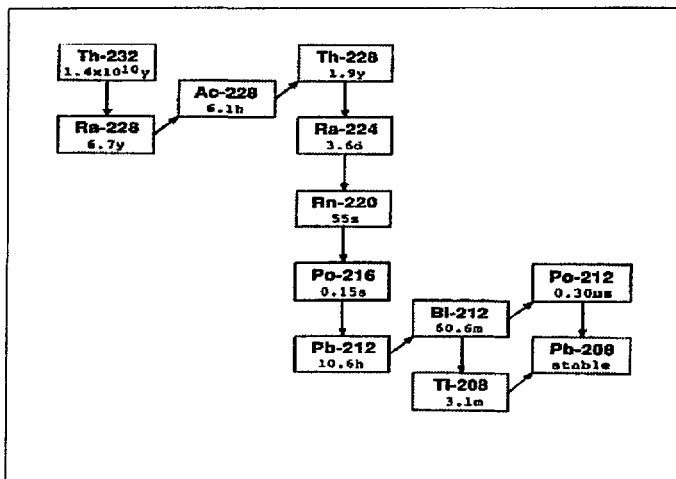 Th-232
1.4x10¹⁰y
Ra-228
6.7y
Ac-228
6.1h
Th-228
1.9y
Ra-224
3.6d
Rn-220
55s
Po-216
0.15s
Pb-212
10.6h
Bi-212
60.6m
Po-212
0.30us
Tl-208
3.1m
Pb-208
stable